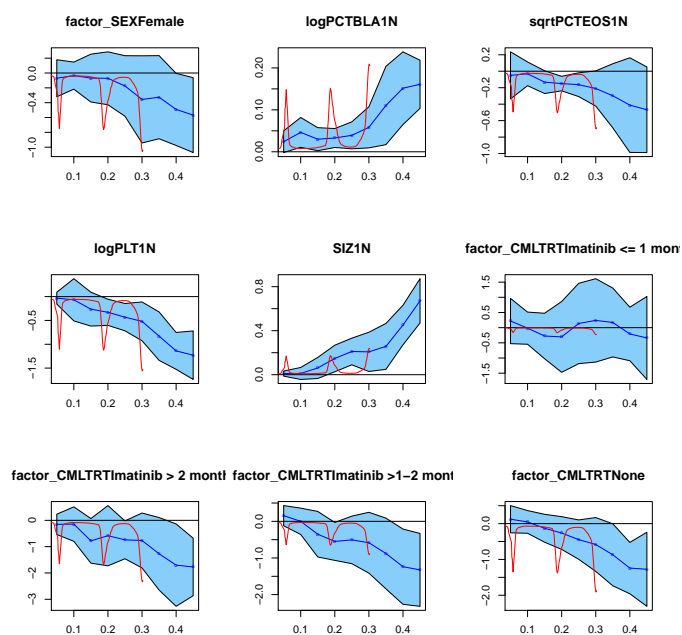 factor_SEXFemale
0.0
−0.4
−1.0
0.1 0.2 0.3 0.4
logPCTBLA1N
0.20
0.10
0.00
0.1 0.2 0.3 0.4
sqrtPCTEOS1N
0.2
−0.2
−0.6
−1.0
0.1 0.2 0.3 0.4
logPLT1N
−0.5
−1.5
0.1 0.2 0.3 0.4
SIZ1N
0.8
0.4
0.0
0.1 0.2 0.3 0.4
factor_CMLTRTImatinib <= 1 mont
1.5
0.5
−0.5
−1.5
0.1 0.2 0.3 0.4
factor_CMLTRTImatinib > 2 month
0
−1
−2
−3
0.1 0.2 0.3 0.4
factor_CMLTRTImatinib >1−2 mont
0.0
−1.0
−2.0
0.1 0.2 0.3 0.4
factor_CMLTRTNone
0.0
−1.0
−2.0
0.1 0.2 0.3 0.4